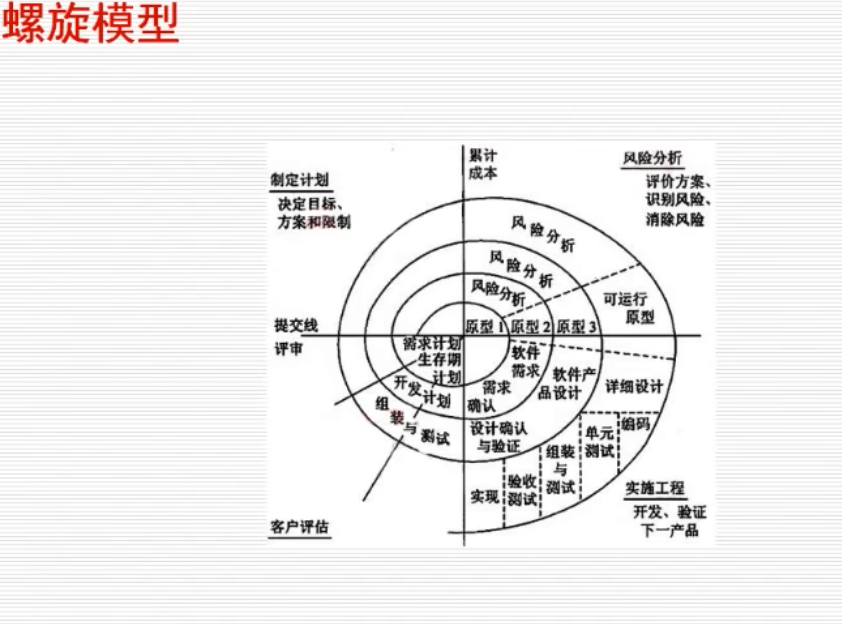 螺旋模型
累计
成本
风险分析
评价方案、
识别风险、
消除风险
制定计划
决定目标、
方案和限制
风险分析
风险分析
风险分析
可运行
原型
提交线
原型1
原型2
原型3
评审
需求计划
生存期
计划
软件
需求
开发计划
需求
确认
软件产
品设计
详细设计
组装与测试
设计确认
与验证
组装
与
测试
单元
测试
编码
实现
验收
测试
实施工程
开发、验证
下一产品
客户评估